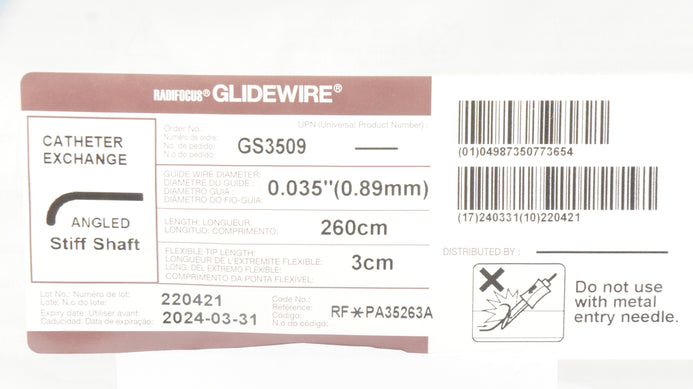 RADIFOCUS® GLIDEWIRE®
CATHETER
EXCHANGE
ANGLED
Stiff Shaft
Order No.:
Numéro de ordre:
No. de pedido:
N.o do pedido:
UPN (Universal Product Number) :
GS3509
GUIDE WIRE DIAMETER:
DIAMÈTRE DU GUIDE :
DIÁMETRO GUIA :
DIÂMETRO DO FIO-GUIA:
0.035"(0.89mm)
LENGTH: LONGUEUR:
LONGITUD: COMPRIMENTO:
260cm
FLEXIBLE TIP LENGTH:
LONGUEUR DE L'EXTREMITE FLEXIBLE:
LONG. DEL EXTREMO FLEXIBLE:
COMPRIMENTO DA PONTA FLEXÍVEL:
3cm
Lot No.: Numéro de lot:
Lote. N.o do lote:
220421
Expiry date: Utiliser avant:
Caducidad: Data de expiração:
2024-03-31
Code No.:
Référence:
Código:
N.o do código:
RF*PA35263A
(01)04987350773654
(17)240331(10)220421
DISTRIBUTED BY :
Do not use
with metal
entry needle.